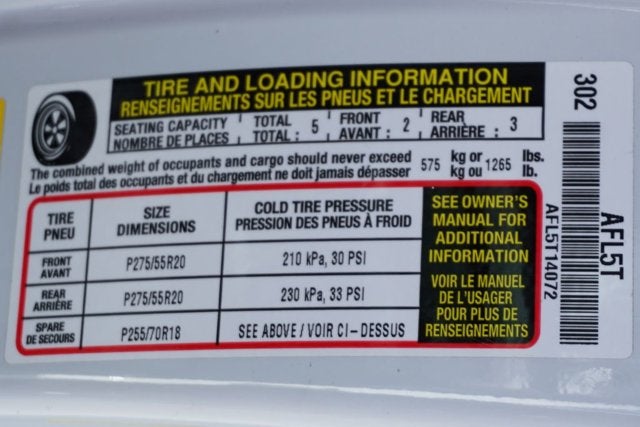 TIRE AND LOADING INFORMATION
RENSEIGNEMENTS SUR LES PNEUS ET LE CHARGEMENT
SEATING CAPACITY TOTAL FRONT REAR
NOMBRE DE PLACES TOTAL : 5 AVANT : 2 ARRIÈRE : 3
The combined weight of occupants and cargo should never exceed 575 kg or 1265 lbs.
Le poids total des occupants et du chargement ne doit jamais dépasser kg ou lb.
TIRE
PNEU
SIZE
DIMENSIONS
COLD TIRE PRESSURE
PRESSION DES PNEUS À FROID
FRONT
AVANT
P275/55R20
210 kPa, 30 PSI
REAR
ARRIÈRE
P275/55R20
230 kPa, 33 PSI
SPARE
DE SECOURS
P255/70R18
SEE ABOVE / VOIR CI-DESSUS
SEE OWNER'S
MANUAL FOR
ADDITIONAL
INFORMATION
VOIR LE MANUEL
DE L'USAGER
POUR PLUS DE
RENSEIGNEMENTS
302
AFL5T14072
AFL5T